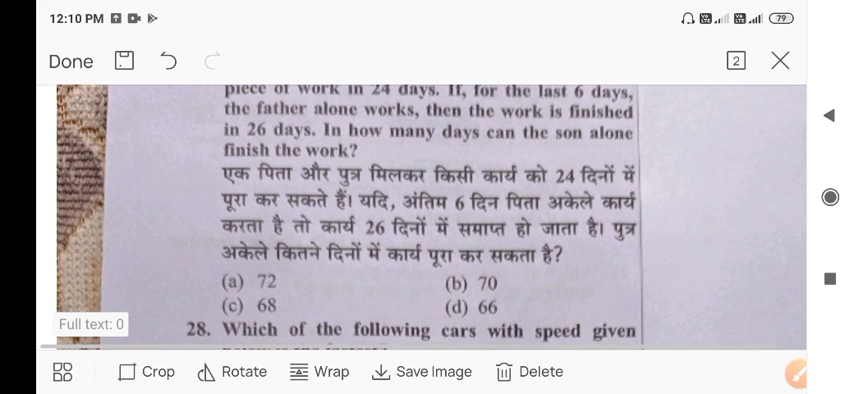 12:10 PM
79
Done
2
piece of work in 24 days. If, for the last 6 days,
the father alone works, then the work is finished
in 26 days. In how many days can the son alone
finish the work?
एक पिता और पुत्र मिलकर किसी कार्य को 24 दिनों में
पूरा कर सकते हैं। यदि, अंतिम 6 दिन पिता अकेले कार्य
करता है तो कार्य 26 दिनों में समाप्त हो जाता है। पुत्र
अकेले कितने दिनों में कार्य पूरा कर सकता है?
(a) 72 (b) 70
(c) 68 (d) 66
Full text: 0
28. Which of the following cars with speed given
Crop Rotate Wrap Save Image Delete